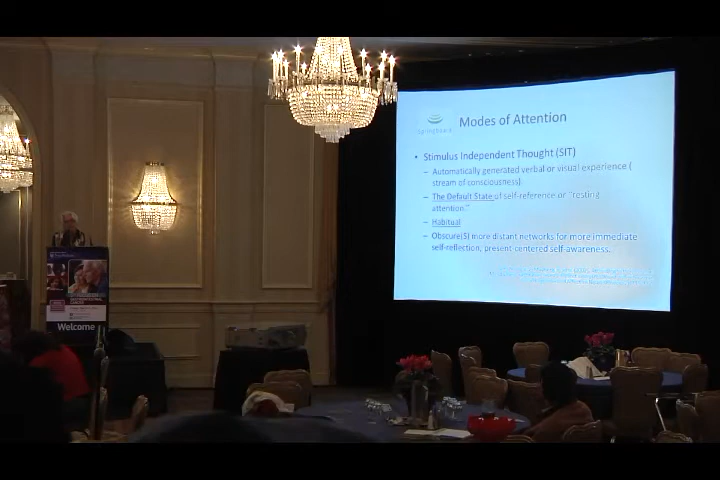 Modes of Attention
• Stimulus Independent Thought (SIT)
– Automatically generated verbal or visual experience (
stream of consciousness)
– The Default State of self-reference or "resting
attention."
– Habitual
– Obscure(S) more distant networks for more immediate
self-reflection, present-centered self-awareness.
GASTROINTESTINAL
CANCER
Welcome